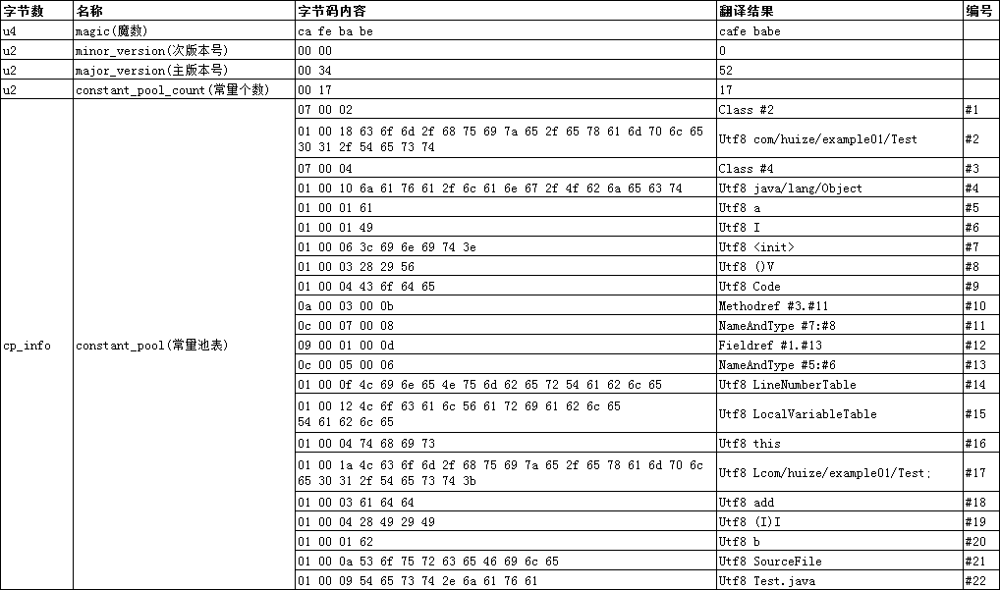 字节数 名称 字节码内容 翻译结果 编号
u4 magic(魔数) ca fe ba be cafe babe
u2 minor_version(次版本号) 00 00 0
u2 major_version(主版本号) 00 34 52
u2 constant_pool_count(常量个数) 00 17 17
07 00 02 Class #2 #1
01 00 18 63 6f 6d 2f 68 75 69 7a 65 2f 65 78 61 6d 70 6c 65
30 31 2f 54 65 73 74 Utf8 com/huize/example01/Test #2
07 00 04 Class #4 #3
01 00 10 6a 61 76 61 2f 6c 61 6e 67 2f 4f 62 6a 65 63 74 Utf8 java/lang/Object #4
01 00 01 61 Utf8 a #5
01 00 01 49 Utf8 I #6
01 00 06 3c 69 6e 69 74 3e Utf8 <init> #7
01 00 03 28 29 56 Utf8 ()V #8
01 00 04 43 6f 64 65 Utf8 Code #9
0a 00 03 00 0b Methodref #3.#11 #10
0c 00 07 00 08 NameAndType #7:#8 #11
cp_info constant_pool(常量池表) 09 00 01 00 0d Fieldref #1.#13 #12
0c 00 05 00 06 NameAndType #5:#6 #13
01 00 0f 4c 69 6e 65 4e 75 6d 62 65 72 54 61 62 6c 65 Utf8 LineNumberTable #14
01 00 12 4c 6f 63 61 6c 56 61 72 69 61 62 6c 65
54 61 62 6c 65 Utf8 LocalVariableTable #15
01 00 04 74 68 69 73 Utf8 this #16
01 00 1a 4c 63 6f 6d 2f 68 75 69 7a 65 2f 65 78 61 6d 70 6c
65 30 31 2f 54 65 73 74 3b Utf8 Lcom/huize/example01/Test; #17
01 00 03 61 64 64 Utf8 add #18
01 00 04 28 49 29 49 Utf8 (I)I #19
01 00 01 62 Utf8 b #20
01 00 0a 53 6f 75 72 63 65 46 69 6c 65 Utf8 SourceFile #21
01 00 09 54 65 73 74 2e 6a 61 76 61 Utf8 Test.java #22